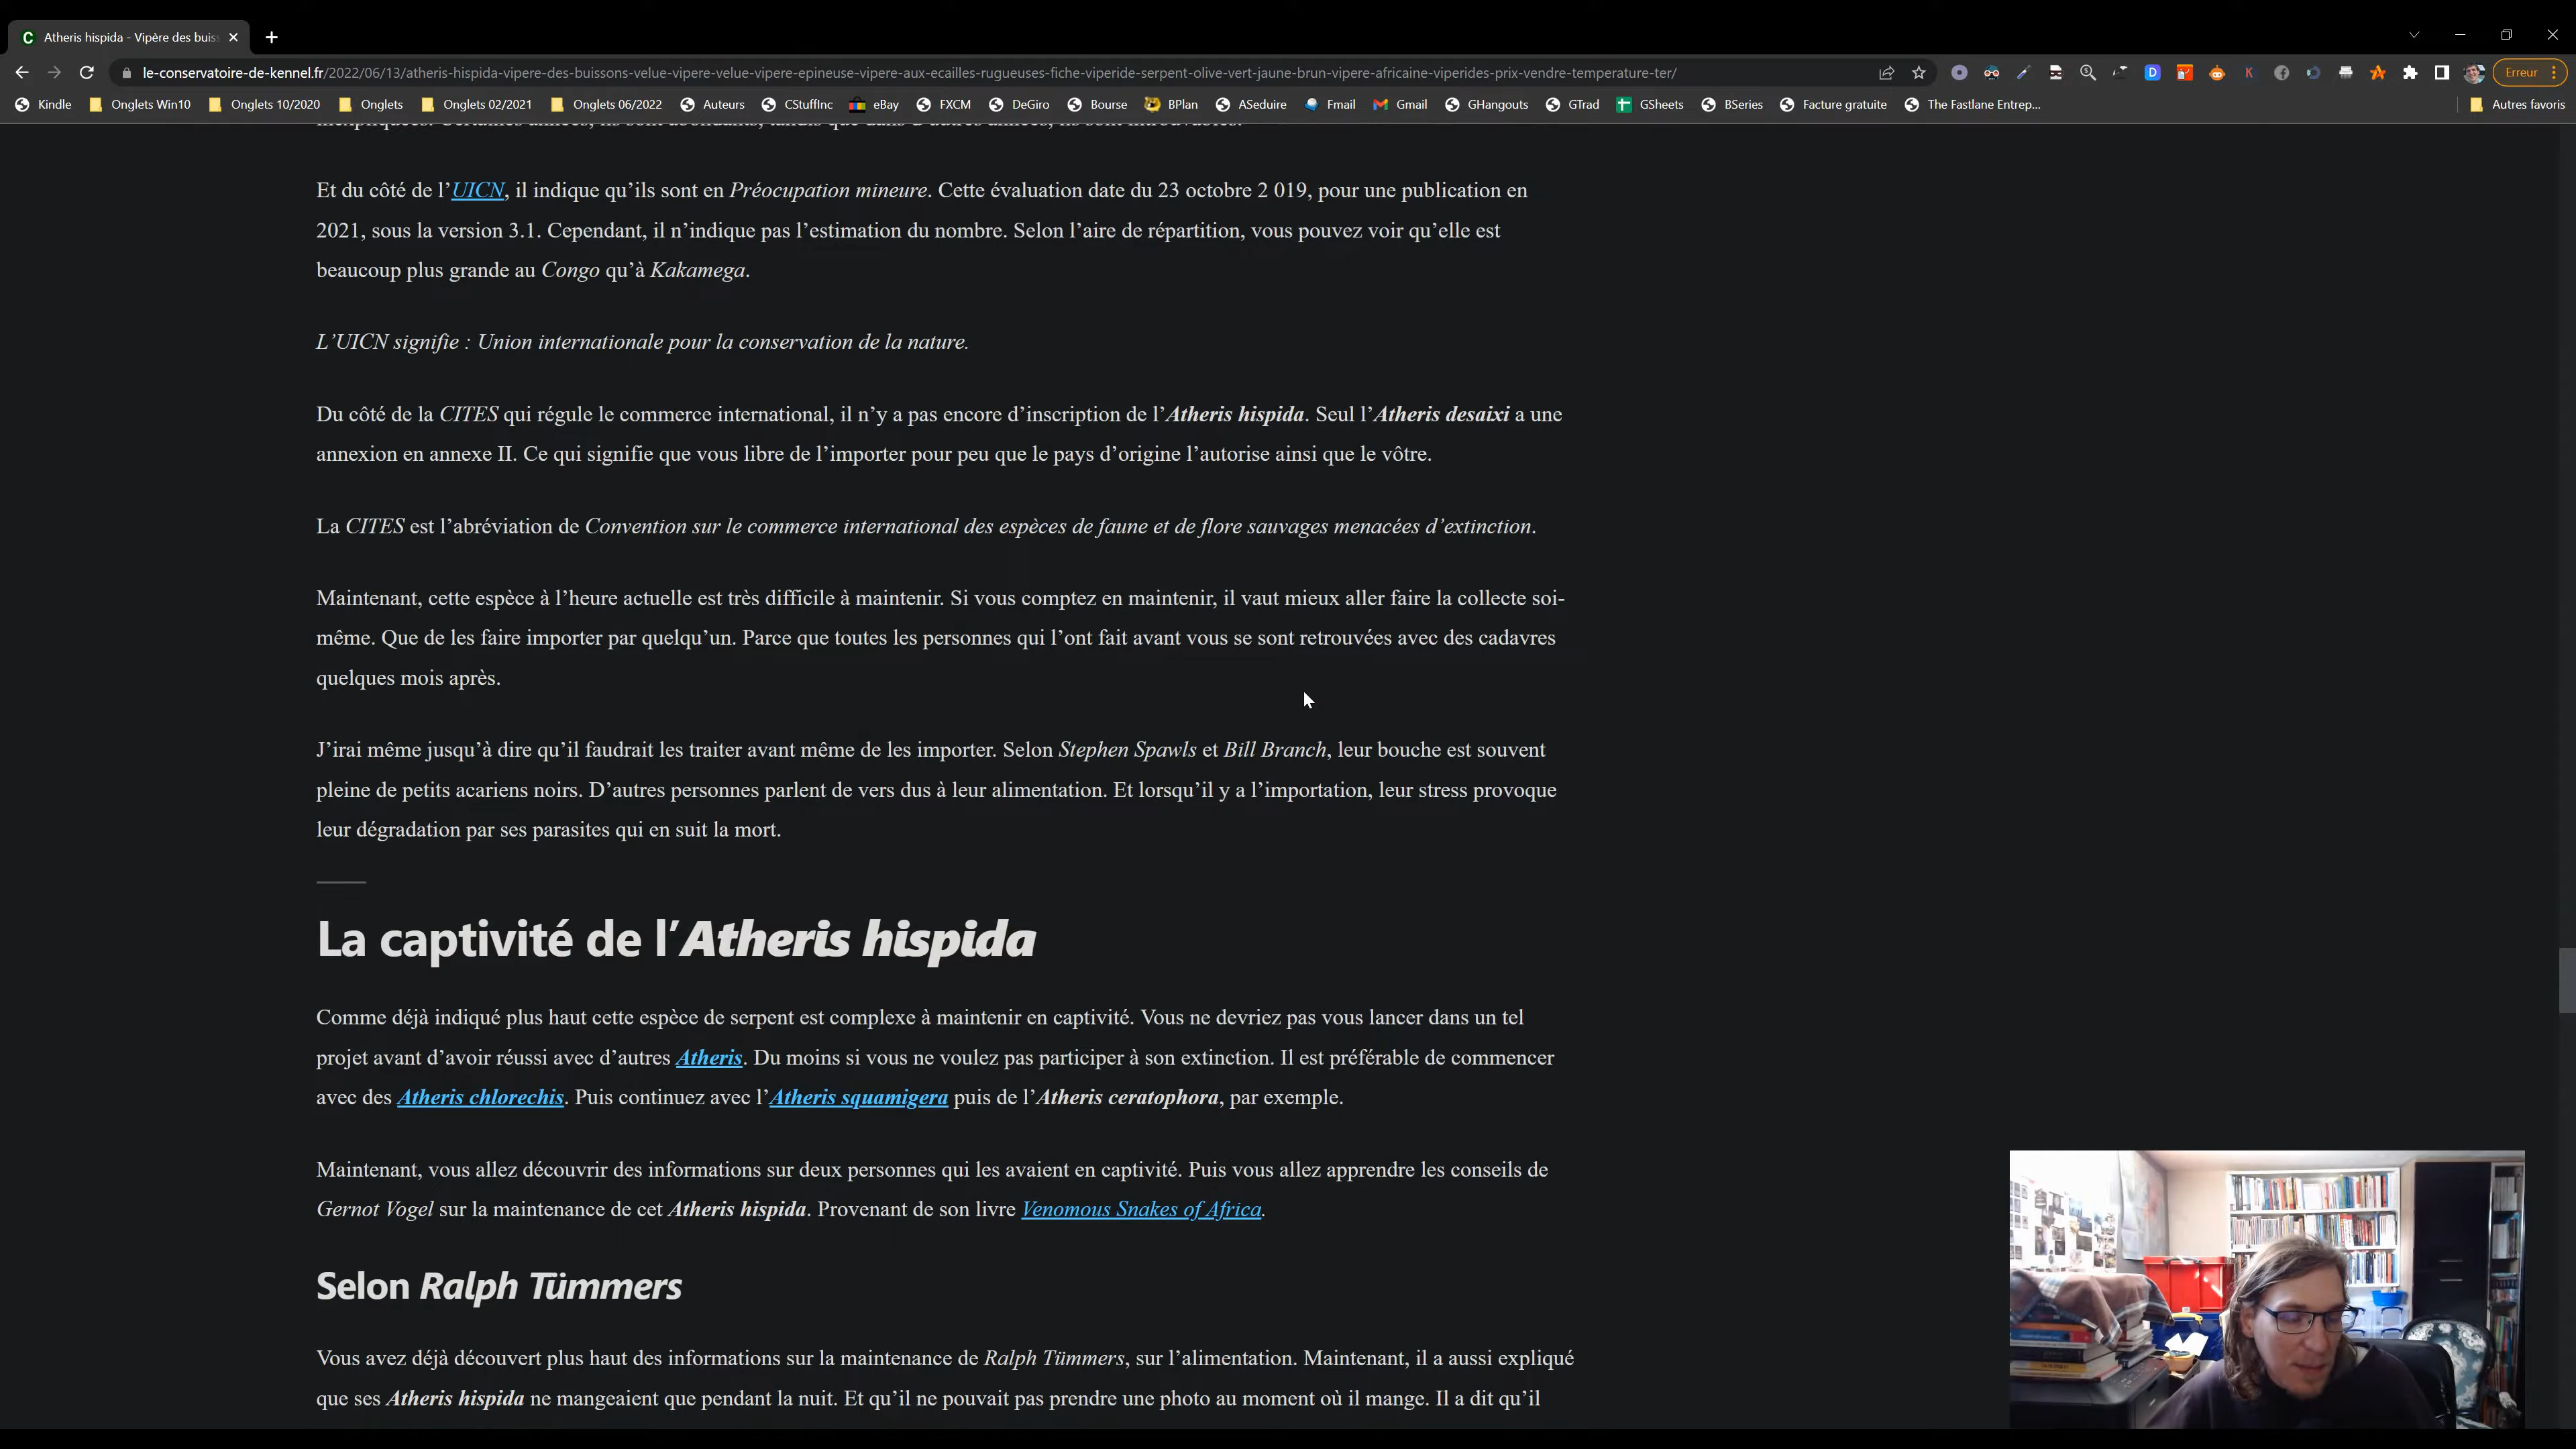 Atheris hispida - Vipère des buis
le-conservatoire-de-kennel.fr/2022/06/13/atheris-hispida-vipere-des-buissons-velue-vipere-velue-vipere-epineuse-vipere-aux-ecailles-rugueuses-fiche-viperide-serpent-olive-vert-jaune-brun-vipere-africaine-viperides-prix-vendre-temperature-ter/
Erreur
Kindle Onglets Win10 Onglets 10/2020 Onglets Onglets 02/2021 Onglets 06/2022 Auteurs CStuffInc eBay FXCM DeGiro Bourse BPlan ASeduire Fmail Gmail GHangouts GTrad GSheets BSeries Facture gratuite The Fastlane Entrep... Autres favoris
inexpliquées. Certaines années, ils sont abondants, tandis que dans d'autres années, ils sont introuvables.
Et du côté de l'UICN, il indique qu'ils sont en Préocupation mineure. Cette évaluation date du 23 octobre 2 019, pour une publication en
2021, sous la version 3.1. Cependant, il n'indique pas l'estimation du nombre. Selon l'aire de répartition, vous pouvez voir qu'elle est
beaucoup plus grande au Congo qu'à Kakamega.
L'UICN signifie : Union internationale pour la conservation de la nature.
Du côté de la CITES qui régule le commerce international, il n'y a pas encore d'inscription de l'Atheris hispida. Seul l'Atheris desaixi a une
annexion en annexe II. Ce qui signifie que vous libre de l'importer pour peu que le pays d'origine l'autorise ainsi que le vôtre.
La CITES est l'abréviation de Convention sur le commerce international des espèces de faune et de flore sauvages menacées d'extinction.
Maintenant, cette espèce à l'heure actuelle est très difficile à maintenir. Si vous comptez en maintenir, il vaut mieux aller faire la collecte soi-
même. Que de les faire importer par quelqu'un. Parce que toutes les personnes qui l'ont fait avant vous se sont retrouvées avec des cadavres
quelques mois après.
J'irai même jusqu'à dire qu'il faudrait les traiter avant même de les importer. Selon Stephen Spawls et Bill Branch, leur bouche est souvent
pleine de petits acariens noirs. D'autres personnes parlent de vers dus à leur alimentation. Et lorsqu'il y a l'importation, leur stress provoque
leur dégradation par ses parasites qui en suit la mort.
La captivité de l'Atheris hispida
Comme déjà indiqué plus haut cette espèce de serpent est complexe à maintenir en captivité. Vous ne devriez pas vous lancer dans un tel
projet avant d'avoir réussi avec d'autres Atheris. Du moins si vous ne voulez pas participer à son extinction. Il est préférable de commencer
avec des Atheris chlorechis. Puis continuez avec l'Atheris squamigera puis de l'Atheris ceratophora, par exemple.
Maintenant, vous allez découvrir des informations sur deux personnes qui les avaient en captivité. Puis vous allez apprendre les conseils de
Gernot Vogel sur la maintenance de cet Atheris hispida. Provenant de son livre Venomous Snakes of Africa.
Selon Ralph Tümmers
Vous avez déjà découvert plus haut des informations sur la maintenance de Ralph Tümmers, sur l'alimentation. Maintenant, il a aussi expliqué
que ses Atheris hispida ne mangeaient que pendant la nuit. Et qu'il ne pouvait pas prendre une photo au moment où il mange. Il a dit qu'il